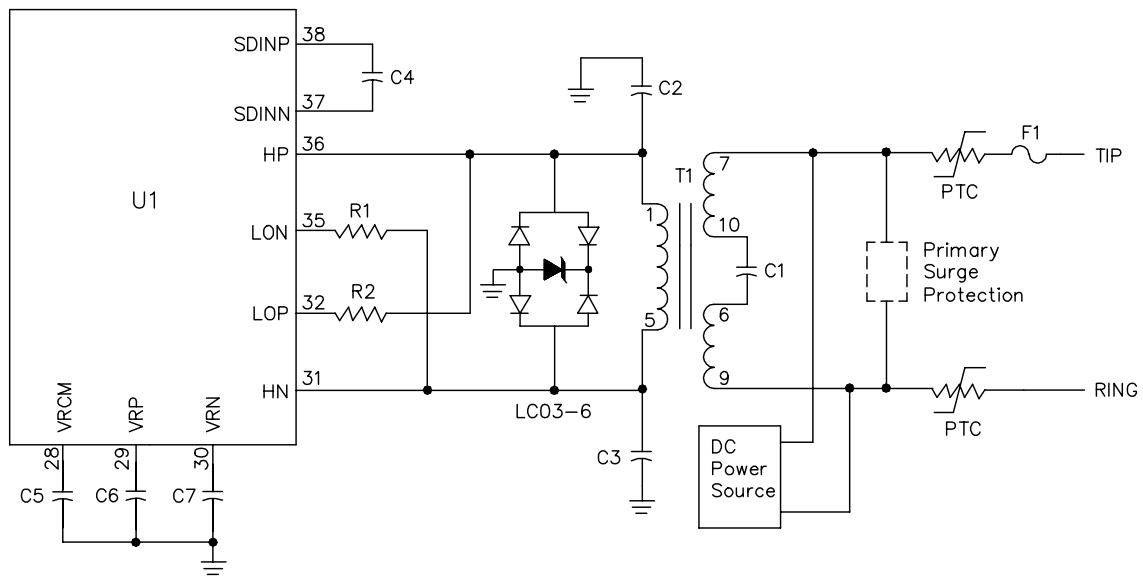 38
SDINP
C4
37
SDINN
C2
36
HP
U1
T1
7
10
PTC
F1
TIP
35
R1
LON
1
C1
Primary
Surge
Protection
32
R2
LOP
5
6
9
31
HN
LC03-6
PTC
RING
VRCM
VRP
VRN
28
29
30
C5
C6
C7
C3
DC
Power
Source